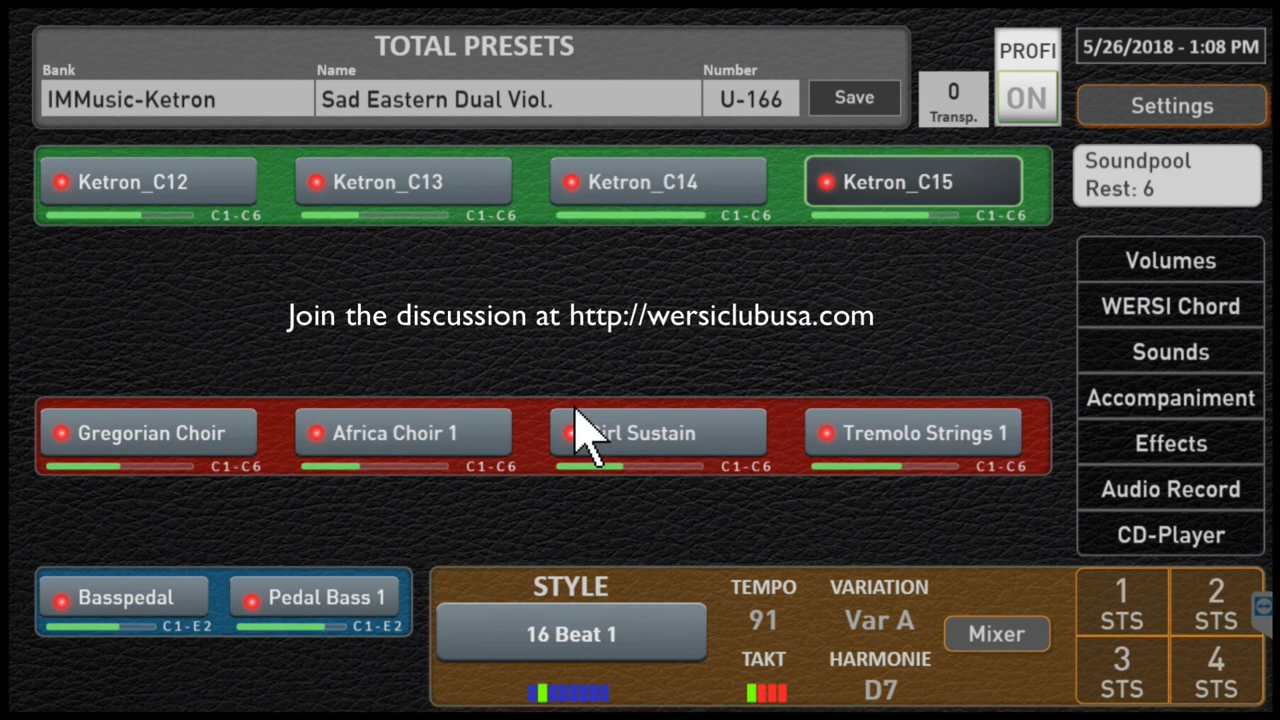 TOTAL PRESETS
Bank Name Number
IMMusic-Ketron Sad Eastern Dual Viol. U-166 Save
0
Transp.
PROFI
ON
5/26/2018 - 1:08 PM
Settings
Ketron_C12 Ketron_C13 Ketron_C14 Ketron_C15
C1-C6 C1-C6 C1-C6 C1-C6
Soundpool
Rest: 6
Volumes
WERSI Chord
Sounds
Accompaniment
Effects
Audio Record
CD-Player
Join the discussion at http://wersiclubusa.com
Gregorian Choir Africa Choir 1 Sustain Tremolo Strings 1
C1-C6 C1-C6 C1-C6 C1-C6
Basspedal Pedal Bass 1
C1-E2 C1-E2
STYLE
16 Beat 1
TEMPO
91
TAKT
VARIATION
Var A
HARMONIE
D7
Mixer
1 STS
2 STS
3 STS
4 STS